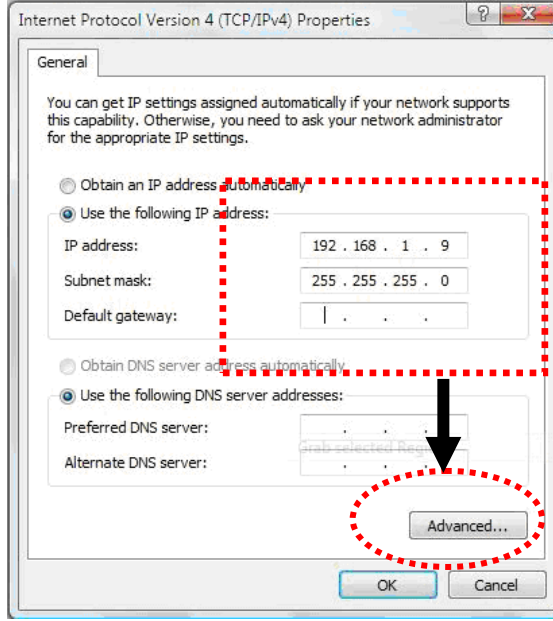 Internet Protocol Version 4 (TCP/IPv4) Properties
General
You can get IP settings assigned automatically if your network supports
this capability. Otherwise, you need to ask your network administrator
for the appropriate IP settings.
Obtain an IP address automatically
Use the following IP address:
IP address: 192 . 168 . 1 . 9
Subnet mask: 255 . 255 . 255 . 0
Default gateway: . . .
Obtain DNS server address automatically
Use the following DNS server addresses:
Preferred DNS server: . . .
Grab selected Reg
Alternate DNS server: . . .
Advanced...
OK Cancel